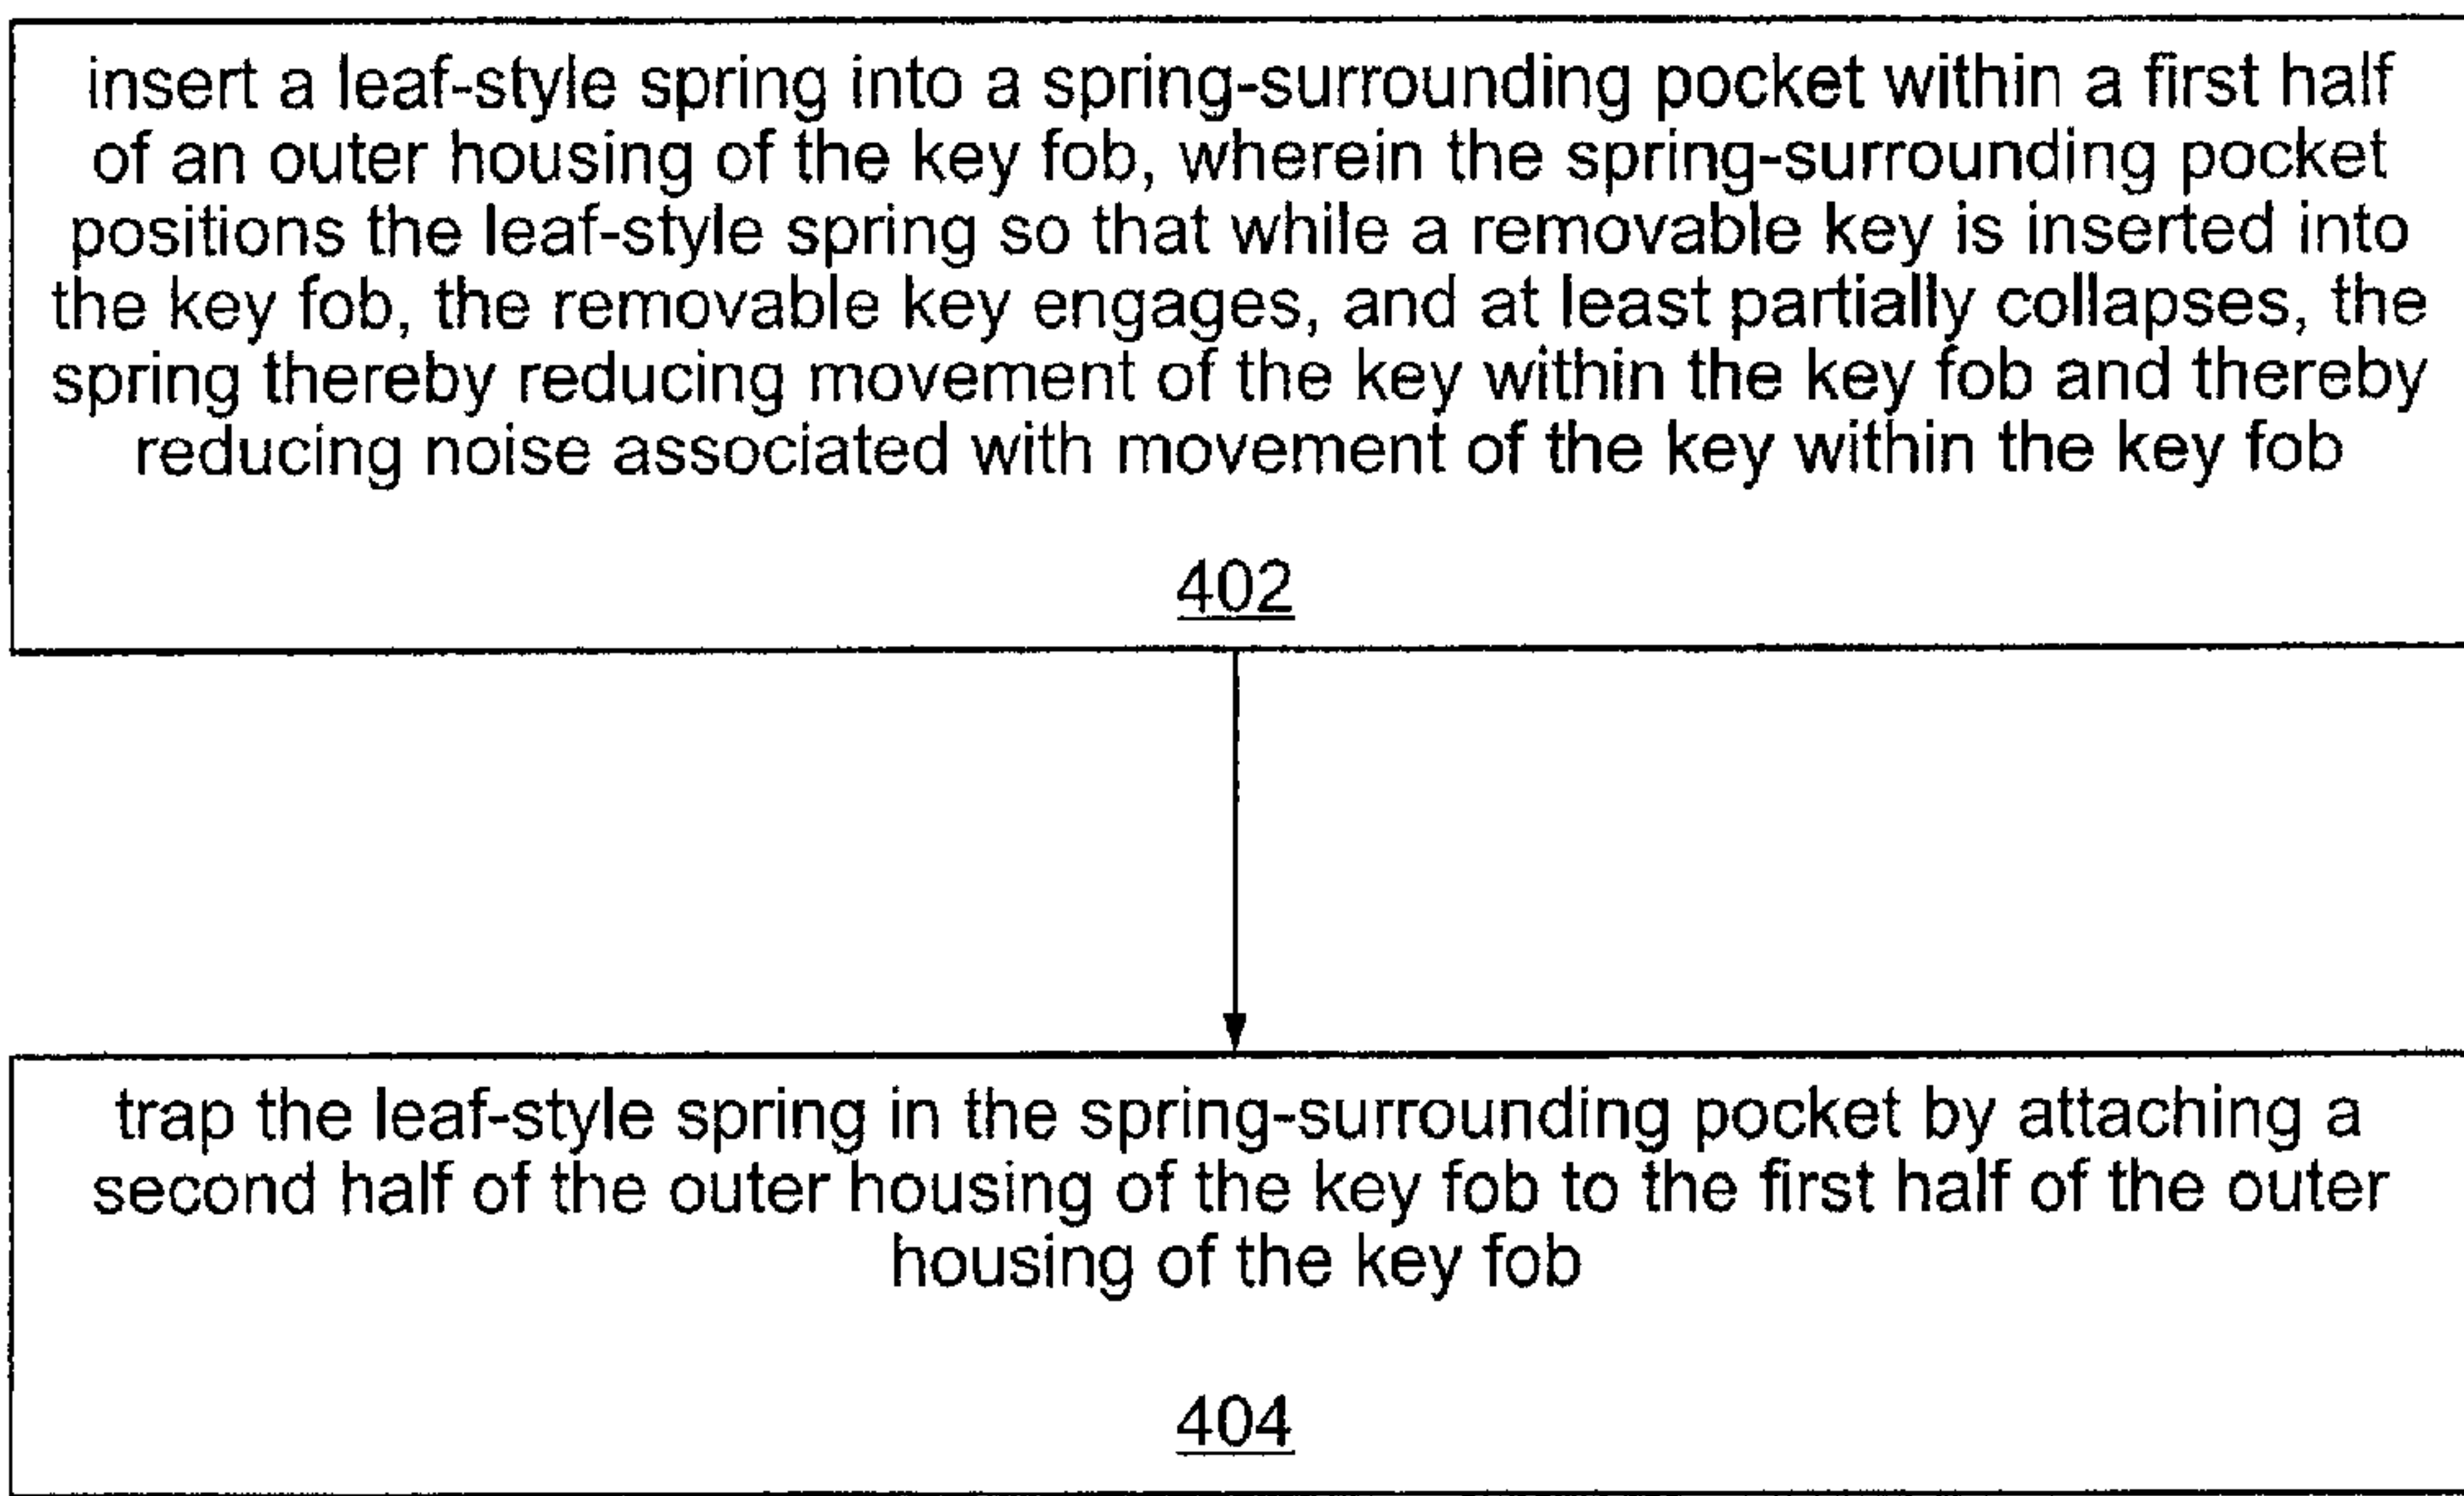 insert a leaf-style spring into a spring-surrounding pocket within a first half
of an outer housing of the key fob, wherein the spring-surrounding pocket
positions the leaf-style spring so that while a removable key is inserted into
the key fob, the removable key engages, and at least partially collapses, the
spring thereby reducing movement of the key within the key fob and thereby
reducing noise associated with movement of the key within the key fob
402
trap the leaf-style spring in the spring-surrounding pocket by attaching a
second half of the outer housing of the key fob to the first half of the outer
housing of the key fob
404